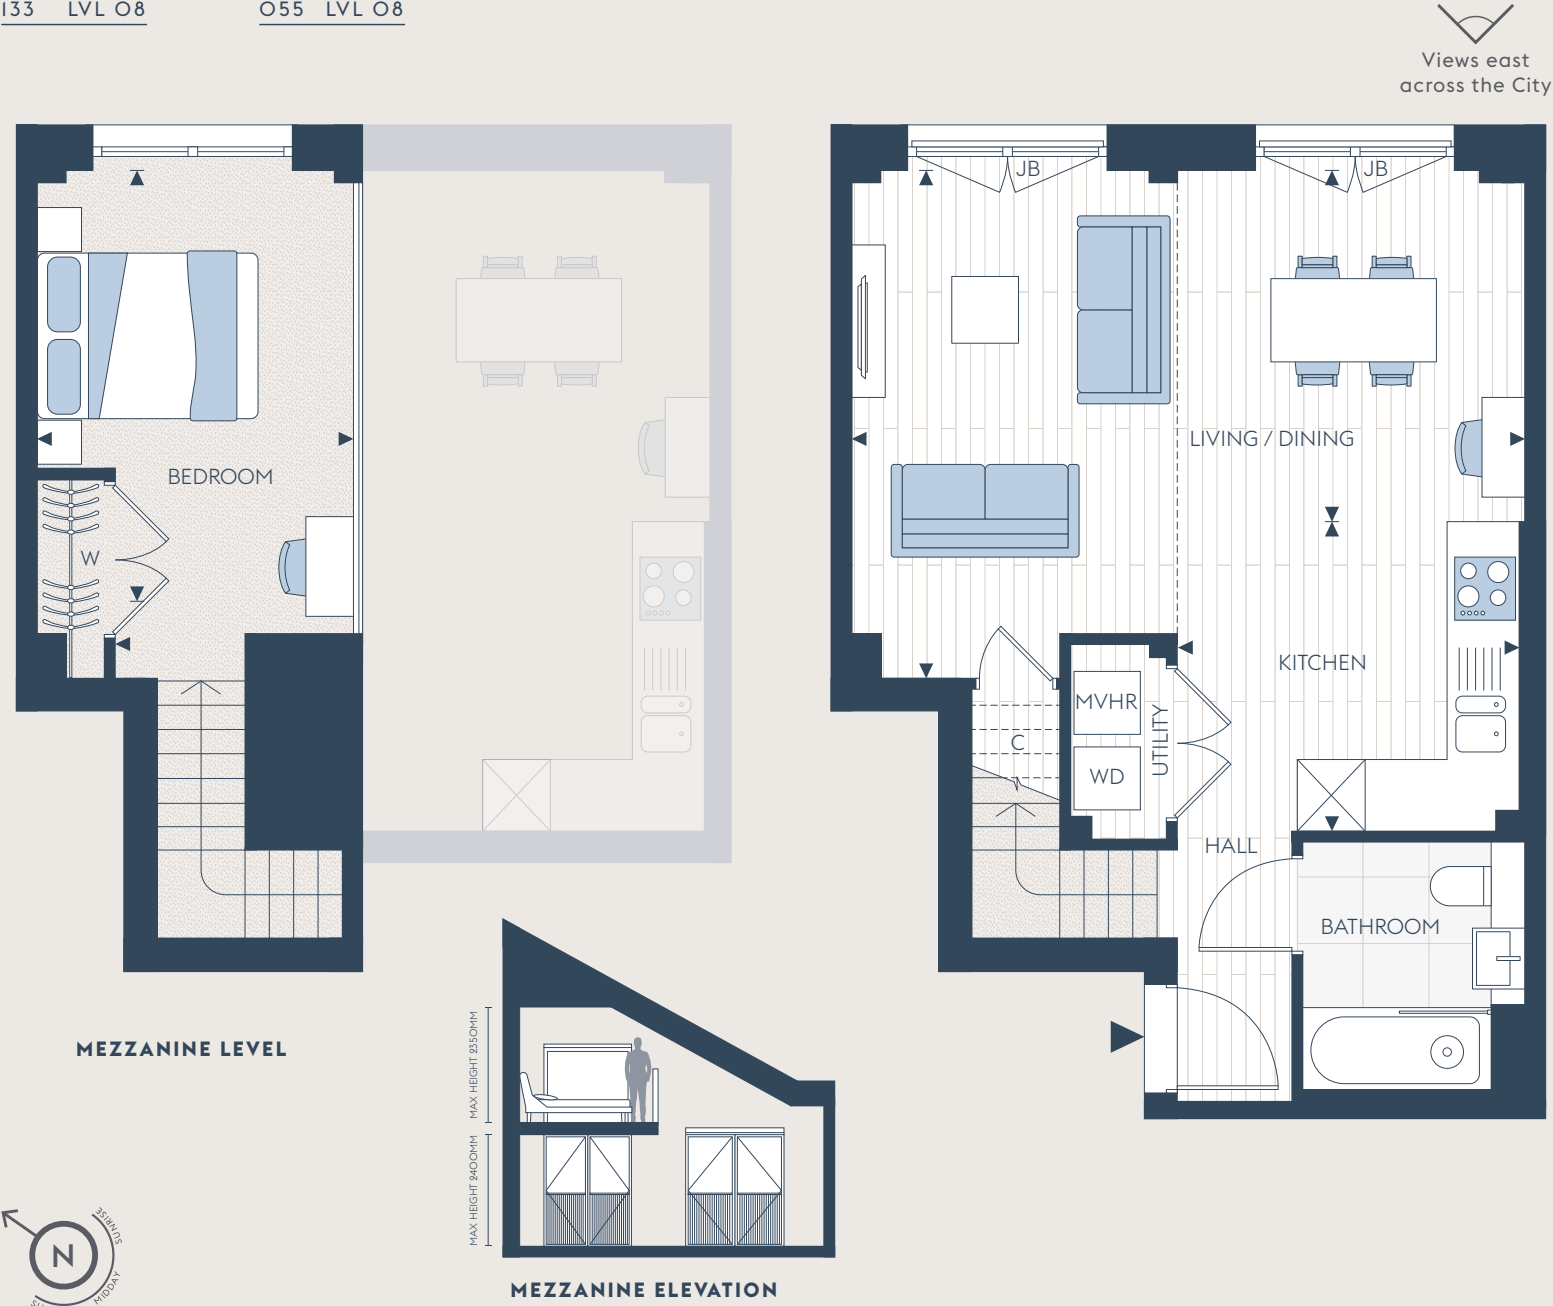 133 LVL 08
055 LVL 08
Views east
across the City
JB
JB
LIVING / DINING
BEDROOM
W
KITCHEN
MVHR
UTILITY
C
WD
HALL
BATHROOM
MEZZANINE LEVEL
MAX HEIGHT 2350MM
MAX HEIGHT 2400MM
SUNRISE
N
MIDDAY
MEZZANINE ELEVATION